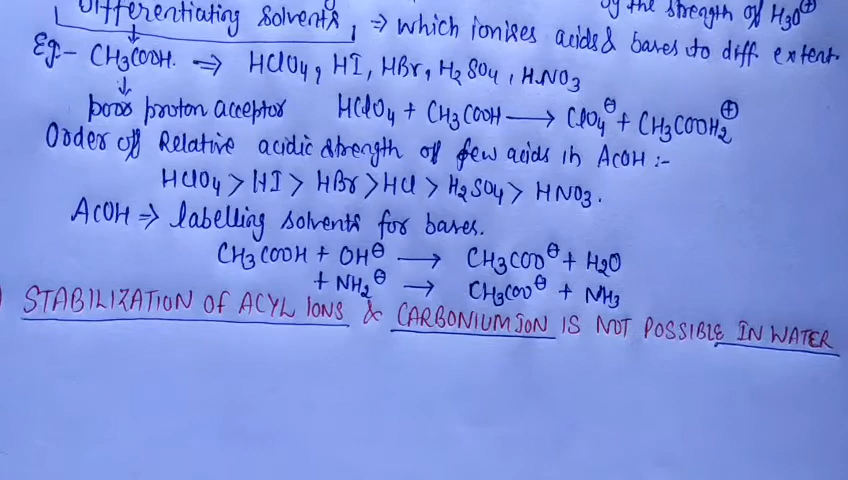 Differentiating solvents, ⇒ which ionises acids & bases to diff extent.
by the strength of H3O⊕
Eg- CH3COOH. ⇒ HClO4, HI, HBr, H2SO4, HNO3
↓
poor proton acceptor HClO4 + CH3COOH → ClO4⊖ + CH3COOH2⊕
Order of Relative acidic strength of few acids in AcOH :-
HClO4 > HI > HBr > HCl > H2SO4 > HNO3.
AcOH ⇒ labelling solvents for bases.
CH3COOH + OH⊖ → CH3COO⊖ + H2O
+ NH2⊖ → CH3COO⊖ + NH3
STABILIZATION OF ACYL IONS & CARBONIUM ION IS NOT POSSIBLE IN WATER